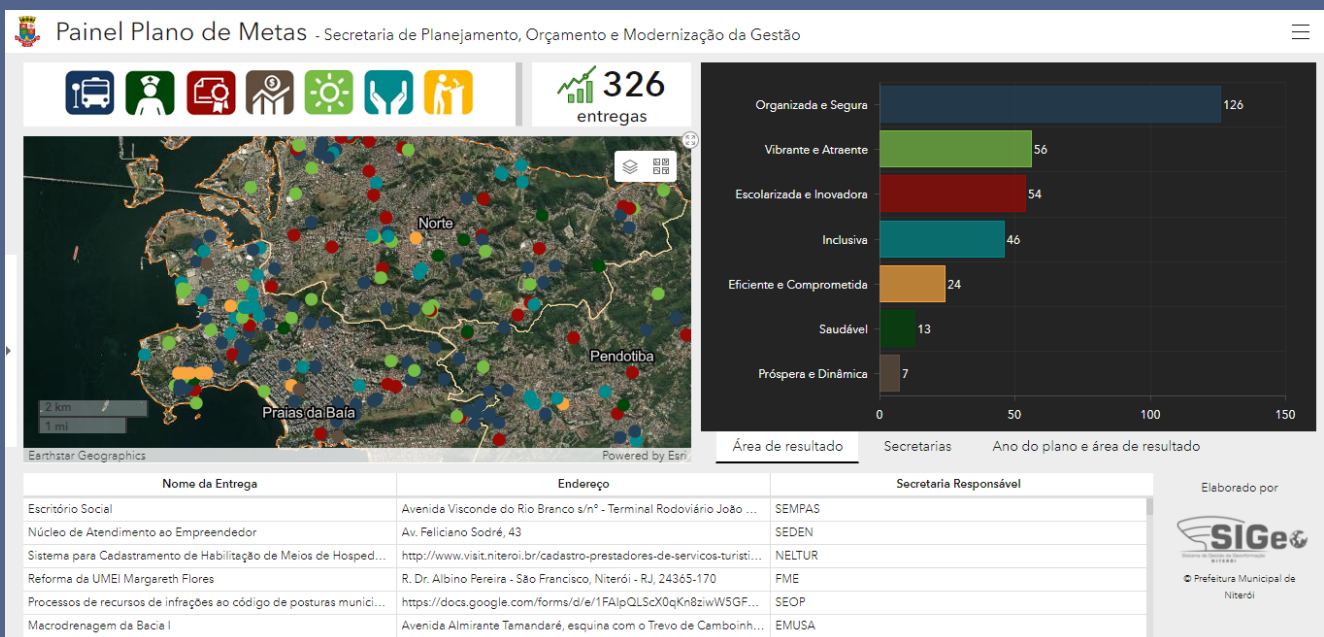 Painel Plano de Metas - Secretaria de Planejamento, Orçamento e Modernização da Gestão
326
entregas
Norte
Pendotiba
Praias da Baía
2 km
1 mi
Earthstar Geographics
Powered by Esri
Organizada e Segura 126
Vibrante e Atraente 56
Escolarizada e Inovadora 54
Inclusiva 46
Eficiente e Comprometida 24
Saudável 13
Próspera e Dinâmica 7
0 50 100 150
Área de resultado Secretarias Ano do plano e área de resultado
Nome da Entrega Endereço Secretaria Responsável
Escritório Social Avenida Visconde do Rio Branco s/nº - Terminal Rodoviário João ... SEMPAS
Núcleo de Atendimento ao Empreendedor Av. Feliciano Sodré, 43 SEDEN
Sistema para Cadastramento de Habilitação de Meios de Hosped... http://www.visit.niteroi.br/cadastro-prestadores-de-servicos-turisti... NELTUR
Reforma da UMEI Margareth Flores R. Dr. Albino Pereira - São Francisco, Niterói - RJ, 24365-170 FME
Processos de recursos de infrações ao código de posturas munici... https://docs.google.com/forms/d/e/1FAIpQLScX0qKn8ziwW5GF... SEOP
Macrodrenagem da Bacia I Avenida Almirante Tamandaré, esquina com o Trevo de Camboinh... EMUSA
Elaborado por
SIGeo
Sistema de Gestão da Geoinformação
NITERÓI
© Prefeitura Municipal de
Niterói